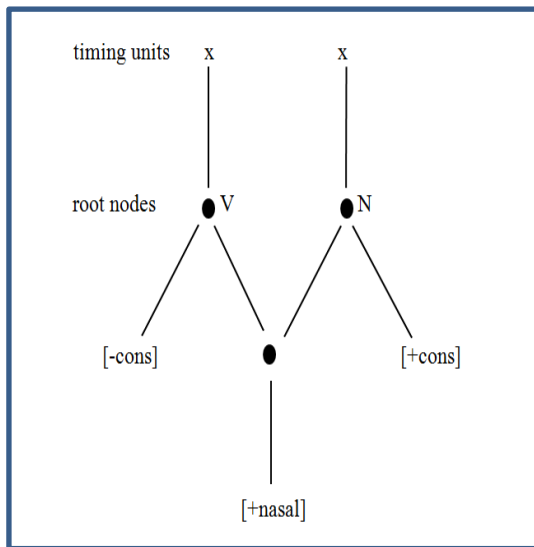 timing units x x
root nodes V N
[-cons] [+cons]
[+nasal]